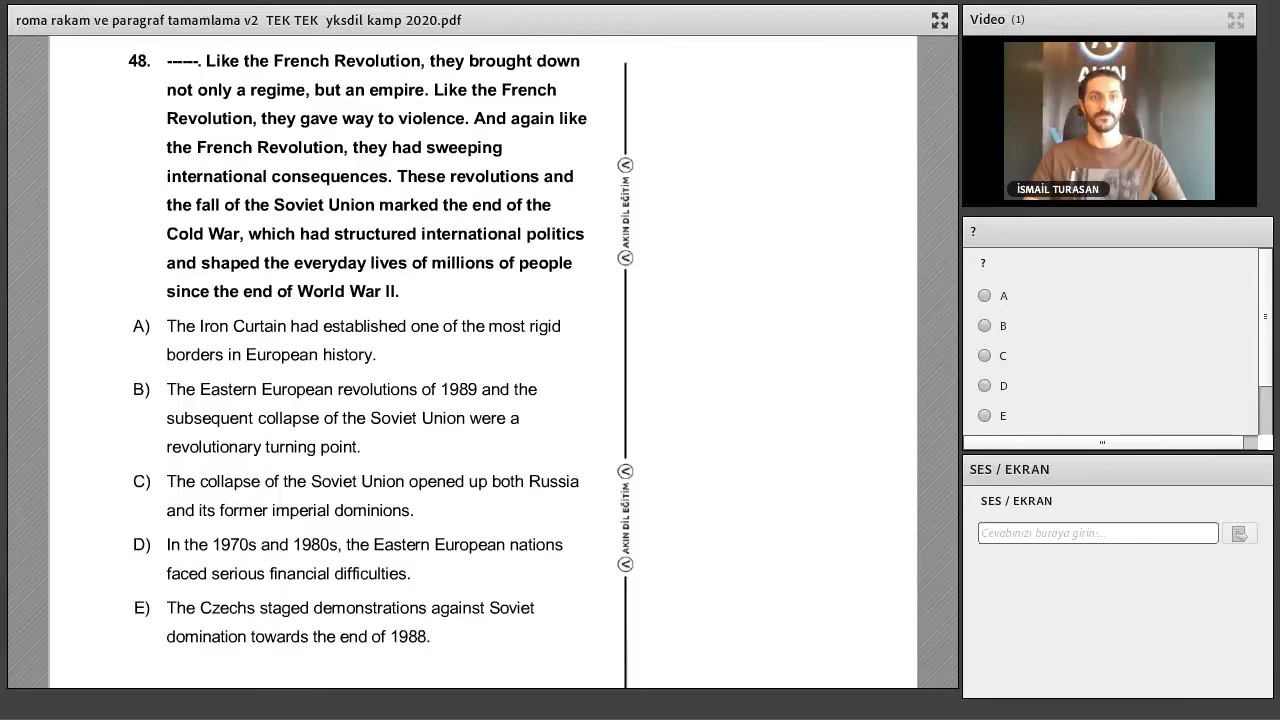 roma rakam ve paragraf tamamlama v2 TEK TEK yksdil kamp 2020.pdf
48. ------. Like the French Revolution, they brought down
not only a regime, but an empire. Like the French
Revolution, they gave way to violence. And again like
the French Revolution, they had sweeping
international consequences. These revolutions and
the fall of the Soviet Union marked the end of the
Cold War, which had structured international politics
and shaped the everyday lives of millions of people
since the end of World War II.
A) The Iron Curtain had established one of the most rigid
borders in European history.
B) The Eastern European revolutions of 1989 and the
subsequent collapse of the Soviet Union were a
revolutionary turning point.
C) The collapse of the Soviet Union opened up both Russia
and its former imperial dominions.
D) In the 1970s and 1980s, the Eastern European nations
faced serious financial difficulties.
E) The Czechs staged demonstrations against Soviet
domination towards the end of 1988.
AKIN DİL EĞİTİM
AKIN DİL EĞİTİM
Video (1)
AKIN
İSMAİL TURASAN
?
?
A
B
C
D
E
SES / EKRAN
SES / EKRAN
Cevabınızı buraya girin:...